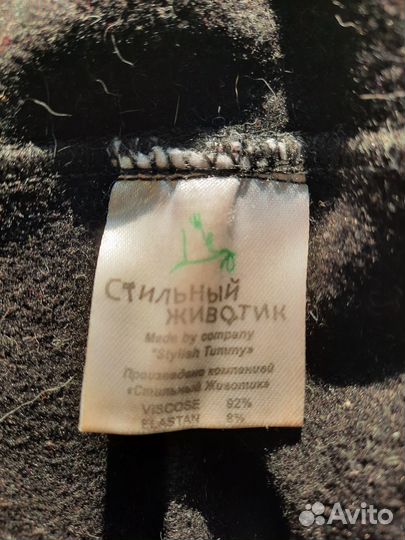 Стильный
животик
Made by company
"Stylish Tummy»
Произведено компанией
«Стильный Животик»
VISCOSE 92%
ELASTAN 8%
Avito